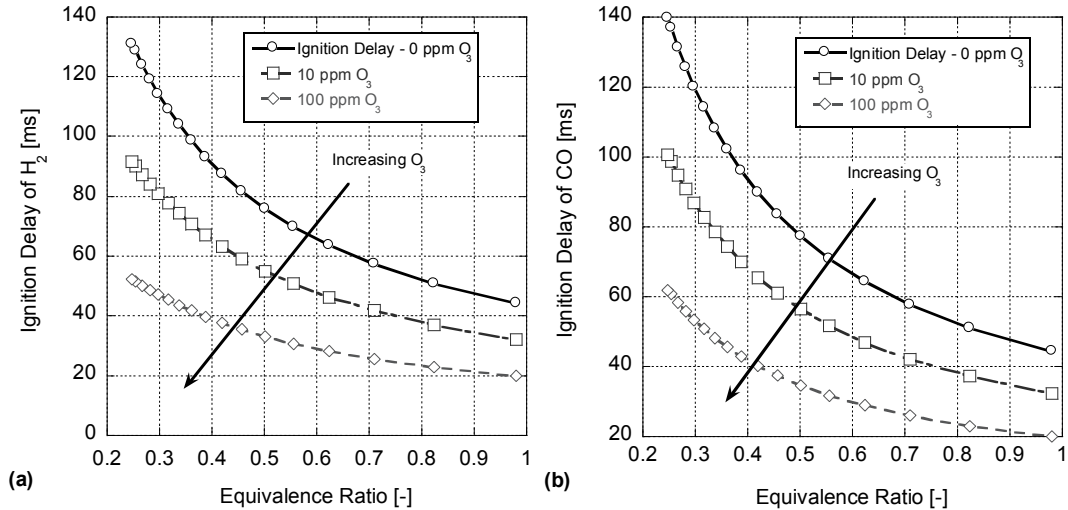 140
120
100
80
60
40
20
0
Ignition Delay of H2 [ms]
Ignition Delay - 0 ppm O3
10 ppm O3
100 ppm O3
Increasing O3
0.2 0.3 0.4 0.5 0.6 0.7 0.8 0.9 1
Equivalence Ratio [-]
(a)
140
120
100
80
60
40
20
Ignition Delay of CO [ms]
Ignition Delay - 0 ppm O3
10 ppm O3
100 ppm O3
Increasing O3
0.2 0.3 0.4 0.5 0.6 0.7 0.8 0.9 1
Equivalence Ratio [-]
(b)